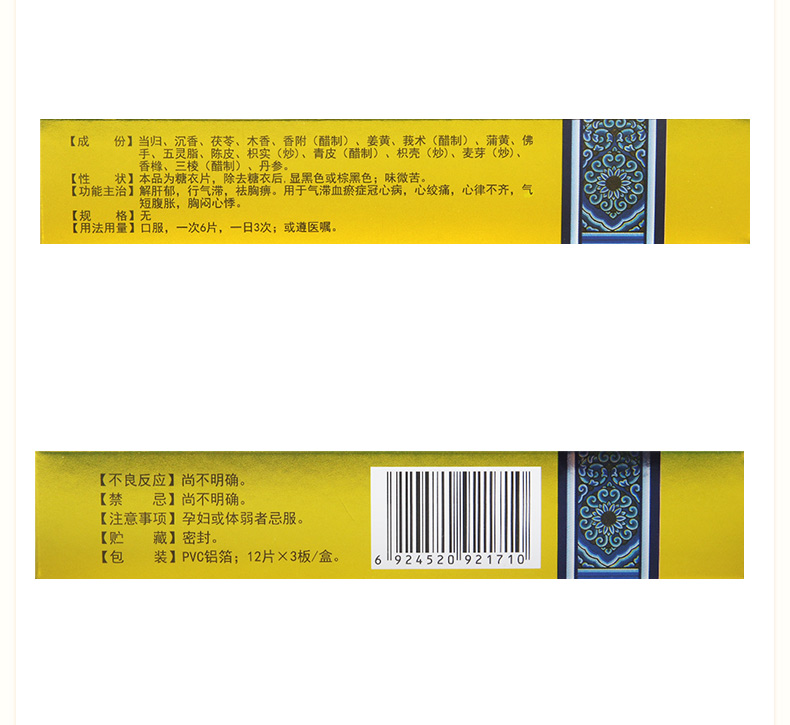 【成 份】当归、沉香、茯苓、木香、香附（醋制）、姜黄、莪术（醋制）、蒲黄、佛
手、五灵脂、陈皮、枳实（炒）、青皮（醋制）、枳壳（炒）、麦芽（炒）、
香橼、三棱（醋制）、丹参。
【性 状】本品为糖衣片，除去糖衣后,显黑色或棕黑色；味微苦。
【功能主治】解肝郁，行气滞，祛胸痹。用于气滞血瘀症冠心病，心绞痛，心律不齐，气
短腹胀，胸闷心悸。
【规 格】无
【用法用量】口服，一次6片，一日3次；或遵医嘱。
【不良反应】尚不明确。
【禁 忌】尚不明确。
【注意事项】孕妇或体弱者忌服。
【贮 藏】密封。
【包 装】PVC铝箔；12片×3板/盒。
6 924520 921710